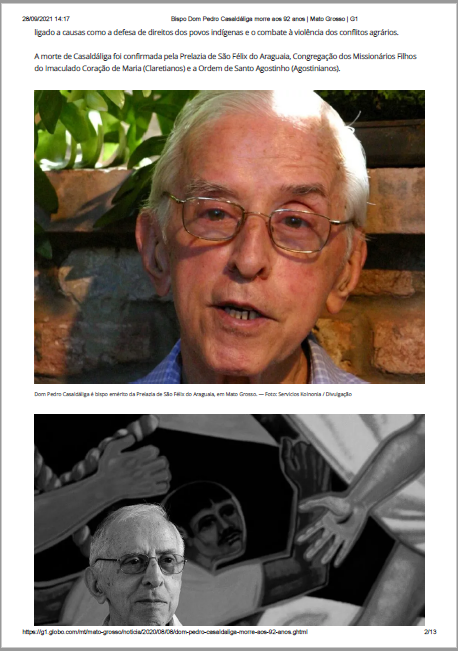 28/09/2021 14:17
Bispo Dom Pedro Casaldáliga morre aos 92 anos | Mato Grosso | G1
ligado a causas como a defesa de direitos dos povos indígenas e o combate à violência dos conflitos agrários.
A morte de Casaldáliga foi confirmada pela Prelazia de São Félix do Araguaia, Congregação dos Missionários Filhos
do Imaculado Coração de Maria (Claretianos) e a Ordem de Santo Agostinho (Agostinianos).
Dom Pedro Casaldáliga é bispo emérito da Prelazia de São Félix do Araguaia, em Mato Grosso. — Foto: Servicios Koinonia / Divulgação
https://g1.globo.com/mt/mato-grosso/noticia/2020/08/08/dom-pedro-casaldaliga-morre-aos-92-anos.ghtml
2/13